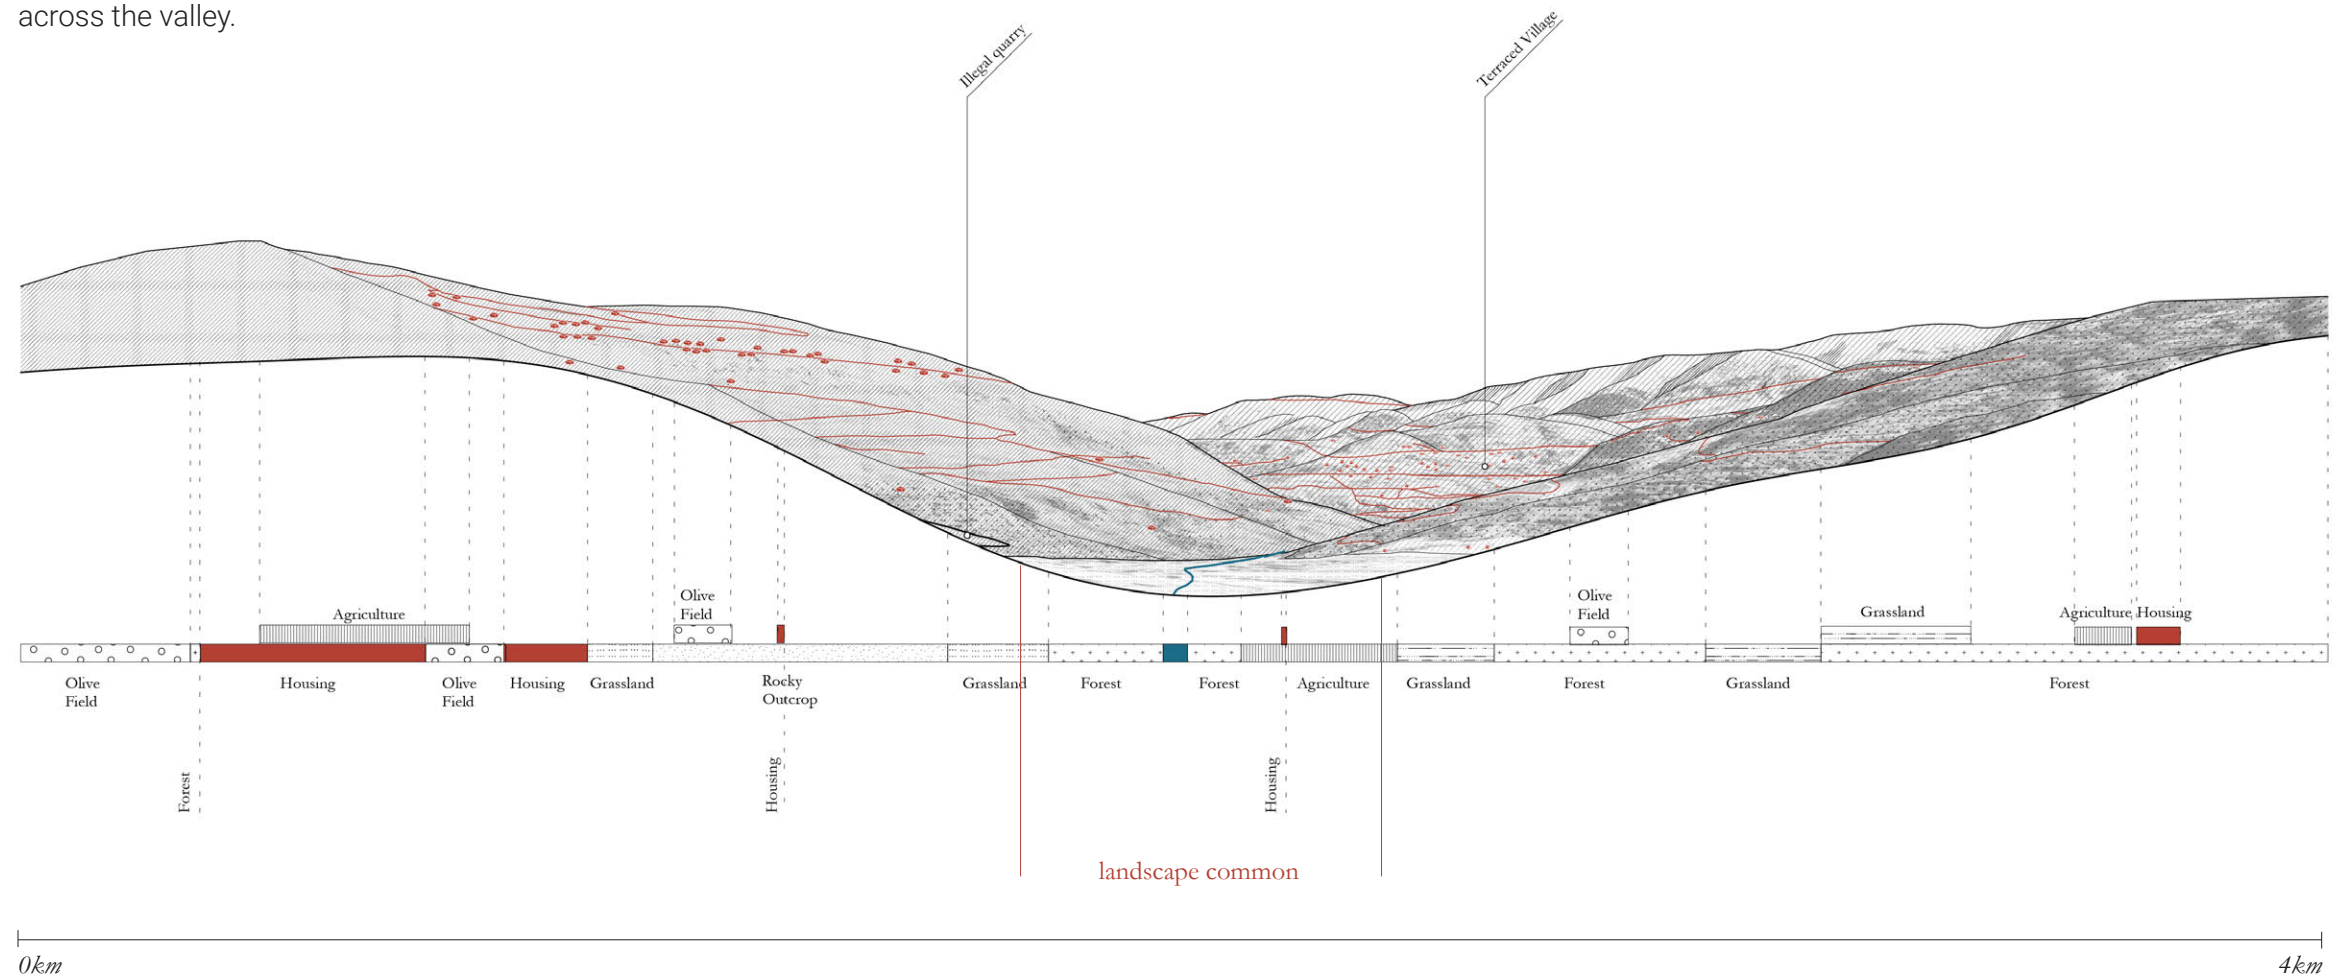 across the valley.
Illegal quarry
Terraced Village
Olive
Field
Olive
Field
Agriculture
Grassland
Agriculture
Housing
Olive
Field
Housing
Olive
Field
Housing
Grassland
Rocky
Outcrop
Grassland
Forest
Forest
Agriculture
Grassland
Forest
Grassland
Forest
Forest
Housing
Housing
landscape common
0km
4km